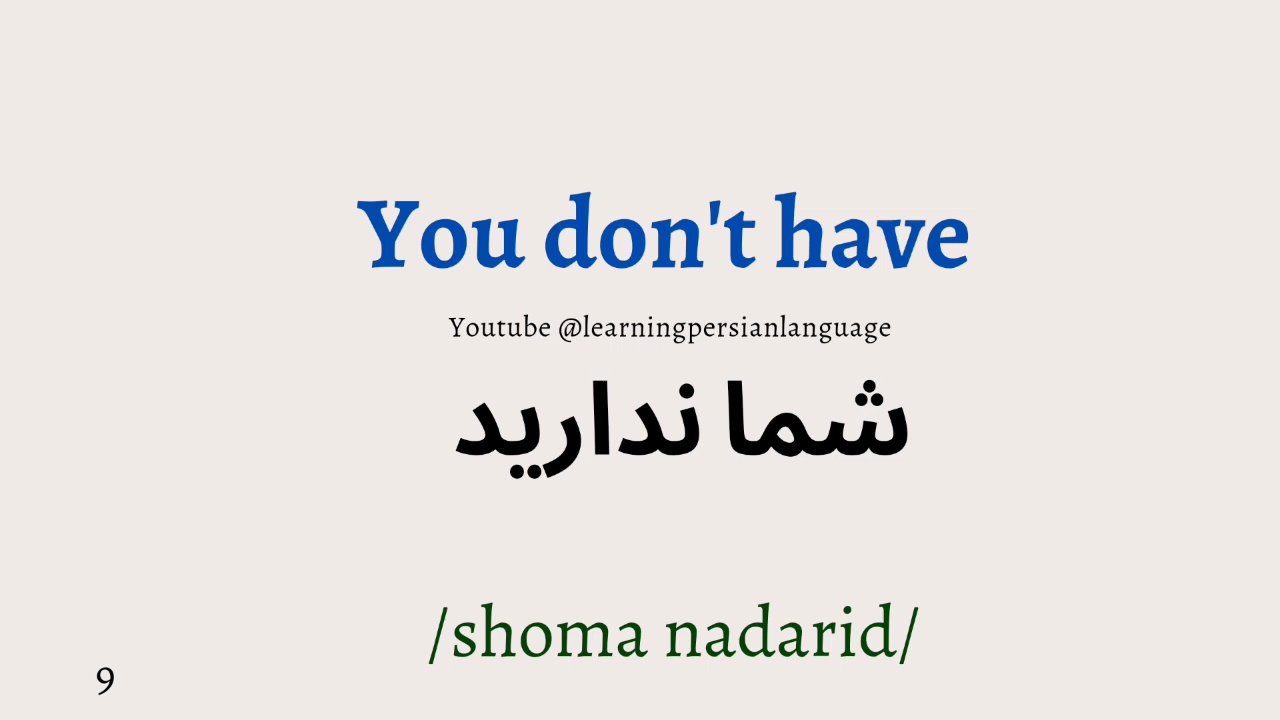 You don't have
Youtube @learningpersianlanguage
شما ندارید
/shoma nadarid/
9